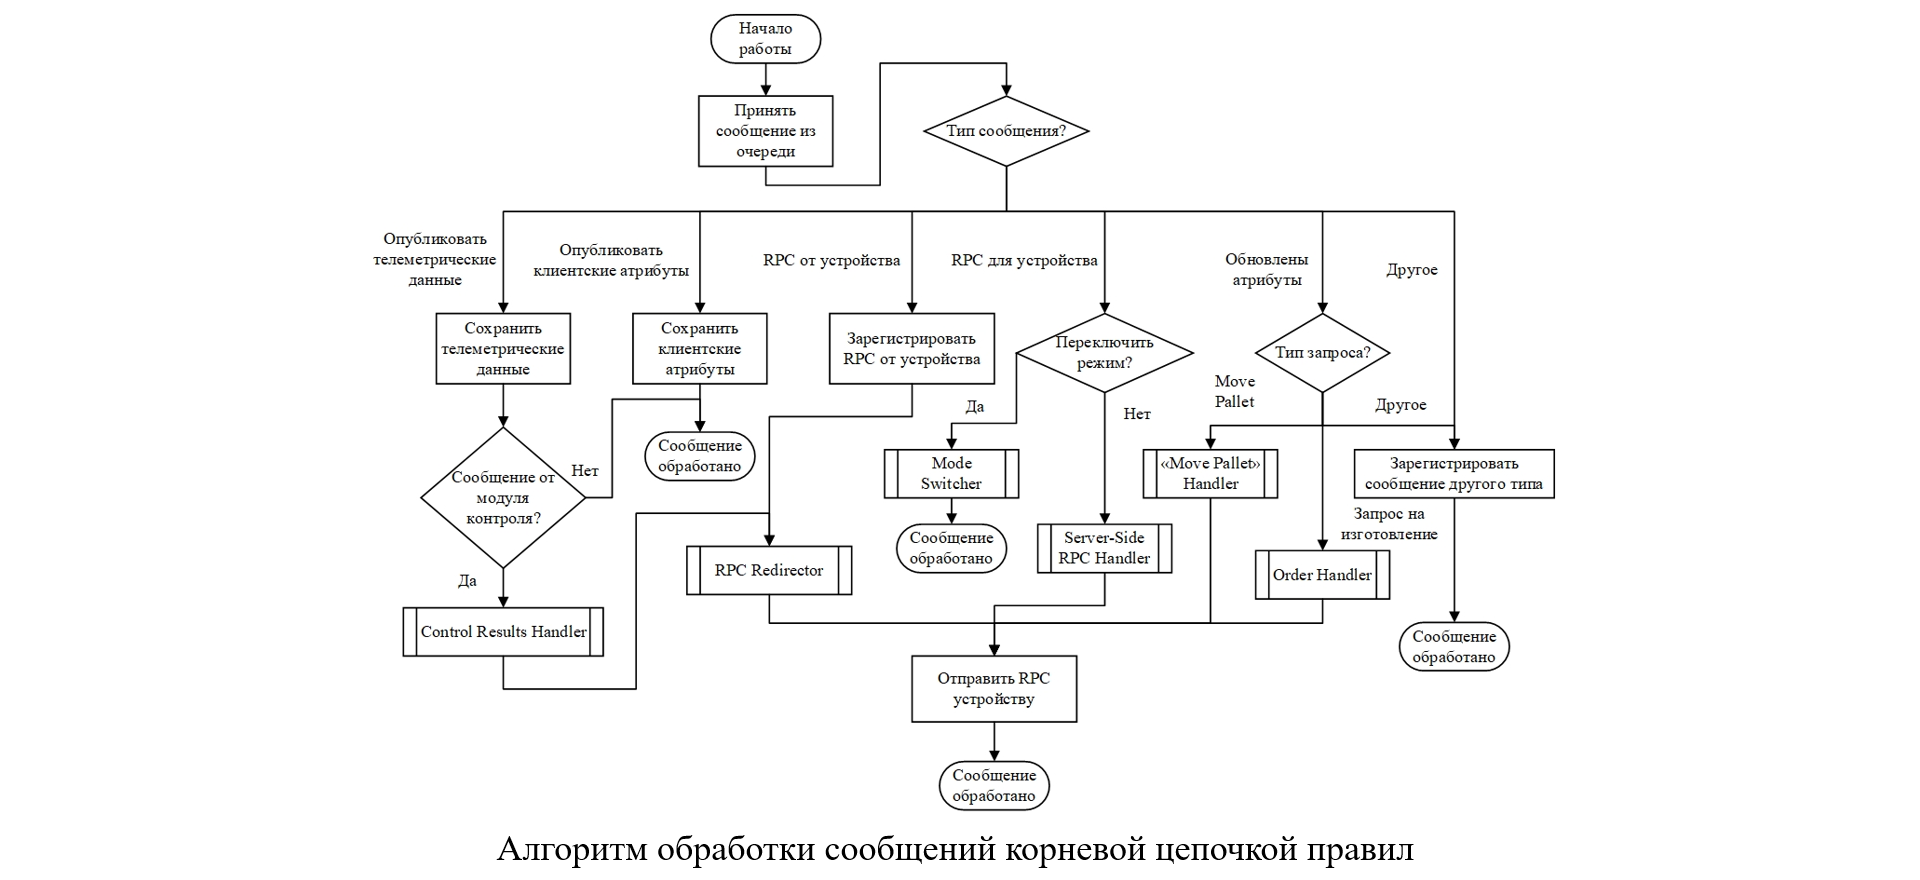 Начало
работы
Принять
сообщение из
очереди
Тип сообщения?
Опубликовать
телеметрические
данные
Опубликовать
клиентские атрибуты
RPC от устройства
RPC для устройства
Обновлены
атрибуты
Другое
Сохранить
телеметрические
данные
Сохранить
клиентские
атрибуты
Зарегистрировать
RPC от устройства
Переключить
режим?
Тип запроса?
Да
Нет
Move
Pallet
Другое
Сообщение от
модуля
контроля?
Нет
Сообщение
обработано
Mode
Switcher
«Move Pallet»
Handler
Зарегистрировать
сообщение другого типа
Запрос на
изготовление
Сообщение
обработано
Server-Side
RPC Handler
Да
RPC Redirector
Order Handler
Control Results Handler
Сообщение
обработано
Отправить RPC
устройству
Сообщение
обработано
Алгоритм обработки сообщений корневой цепочкой правил